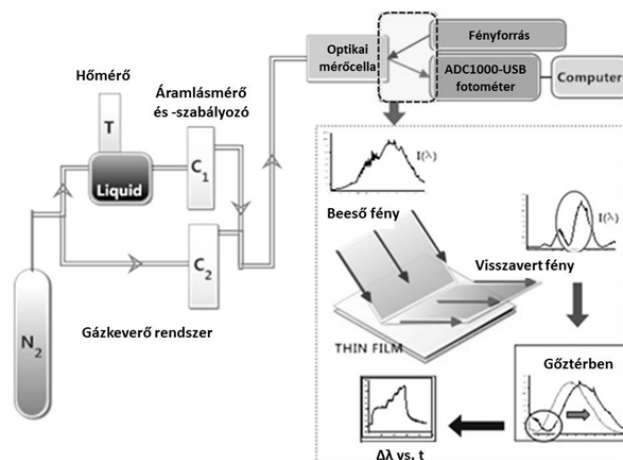 Hőmérő
T
Liquid
Áramlásmérő
és -szabályozó
C1
C2
N2
Gázkeverő rendszer
Optikai
mérőcella
Fényforrás
ADC1000-USB
fotométer
Computer
I(λ)
Beeső fény
I(λ)
Visszavert fény
THIN FILM
Gőztérben
Δλ vs. t